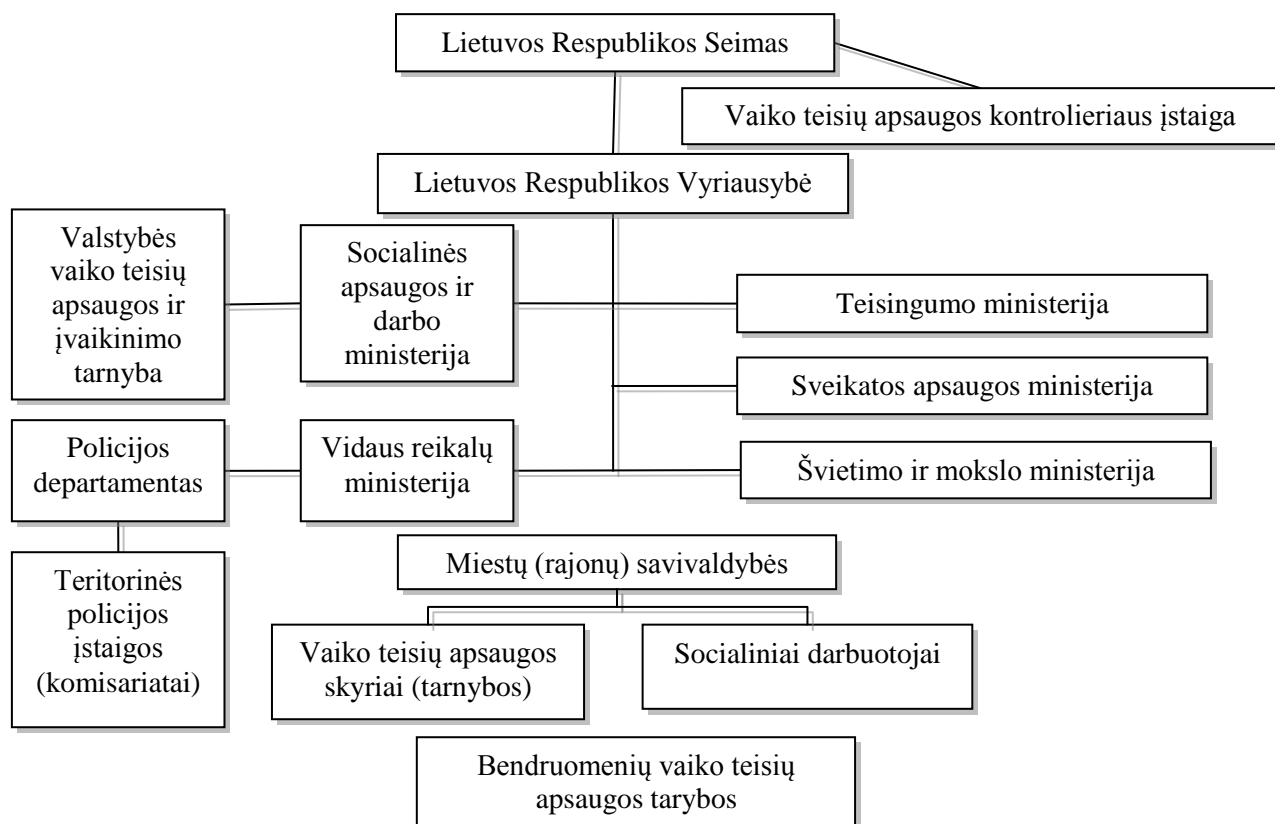 Lietuvos Respublikos Seimas
Vaiko teisių apsaugos kontrolieriaus įstaiga
Lietuvos Respublikos Vyriausybė
Valstybės
vaiko teisių
apsaugos ir
įvaikinimo
tarnyba
Socialinės
apsaugos ir
darbo
ministerija
Teisingumo ministerija
Sveikatos apsaugos ministerija
Policijos
departamentas
Vidaus reikalų
ministerija
Švietimo ir mokslo ministerija
Teritorinės
policijos
įstaigos
(komisariatai)
Miestų (rajonų) savivaldybės
Vaiko teisių apsaugos
skyriai (tarnybos)
Socialiniai darbuotojai
Bendruomenių vaiko teisių
apsaugos tarybos